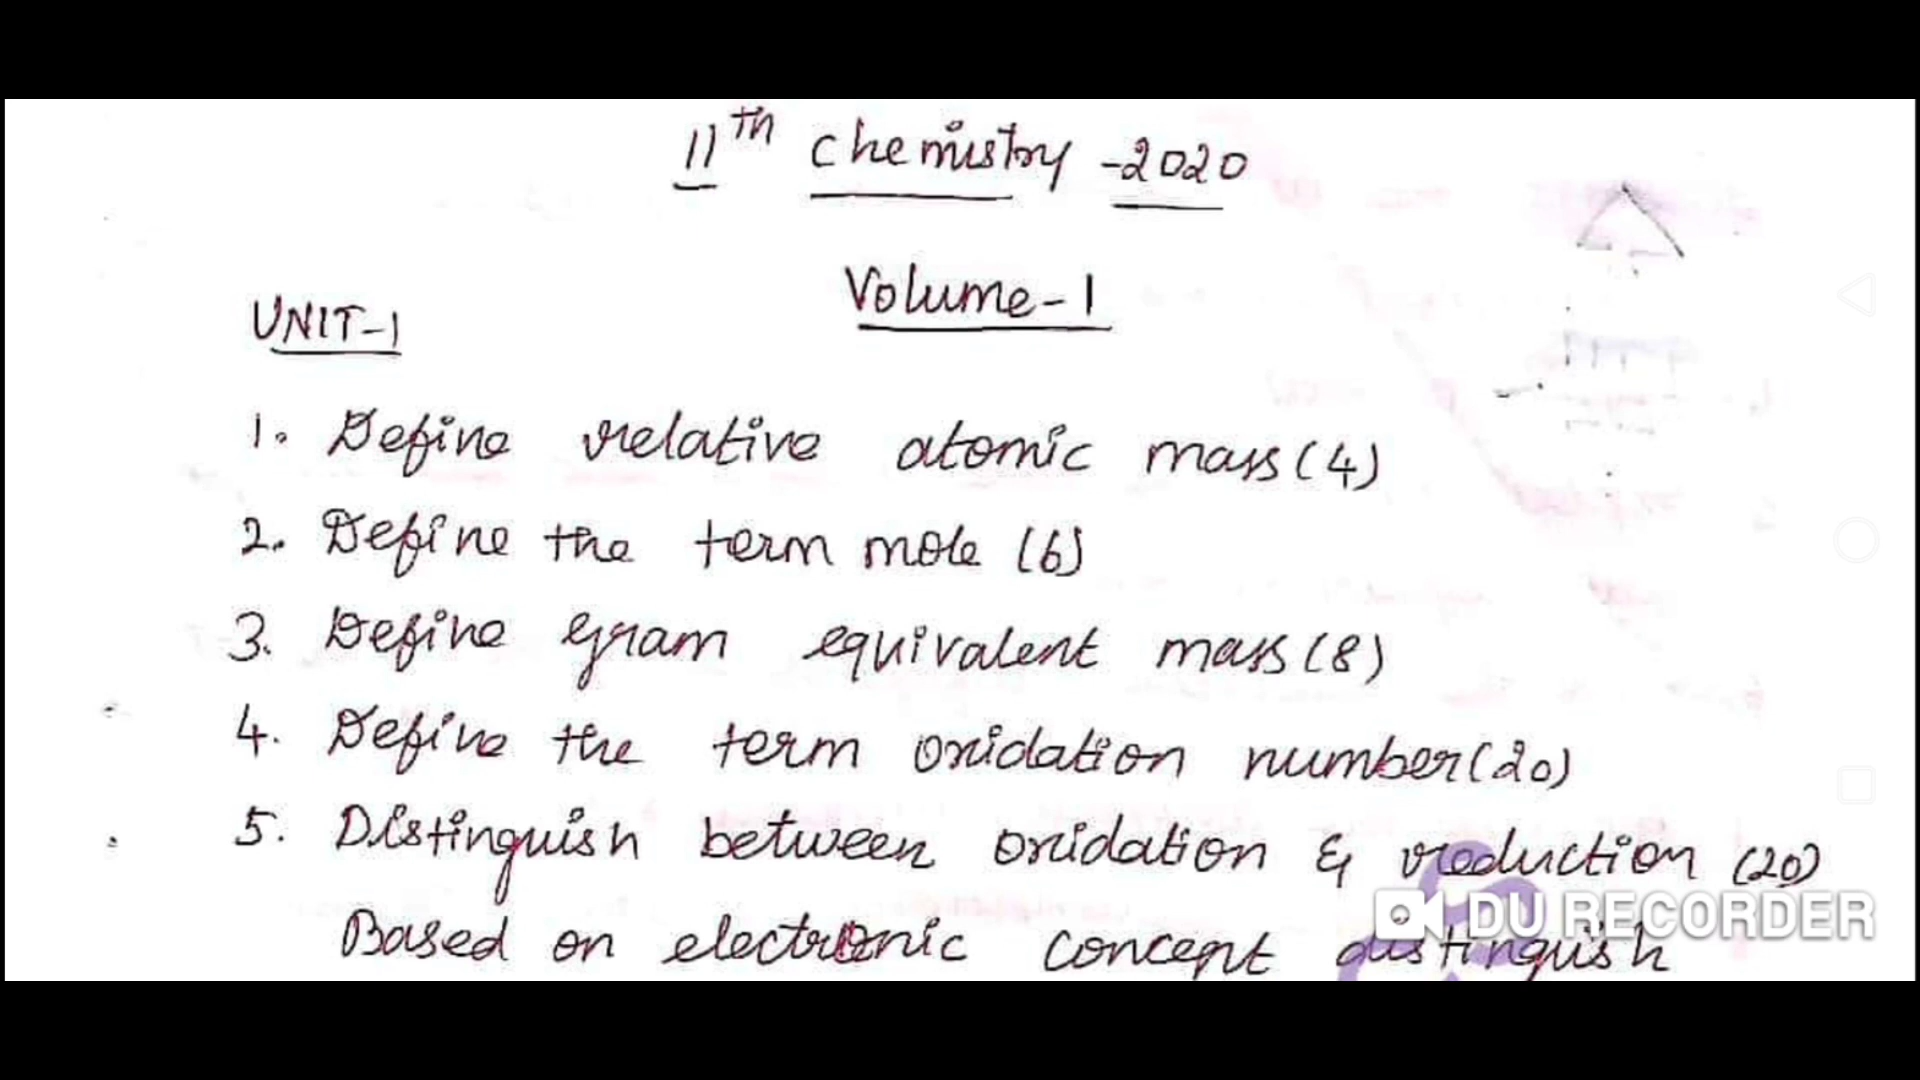 11th chemistry -2020
Volume-1
UNIT-1
1. Define relative atomic mass (4)
2. Define the term mole (6)
3. Define gram equivalent mass (8)
4. Define the term oxidation number (20)
5. Distinguish between oxidation & reduction (20)
DU RECORDER
Based on electronic concept distinguish